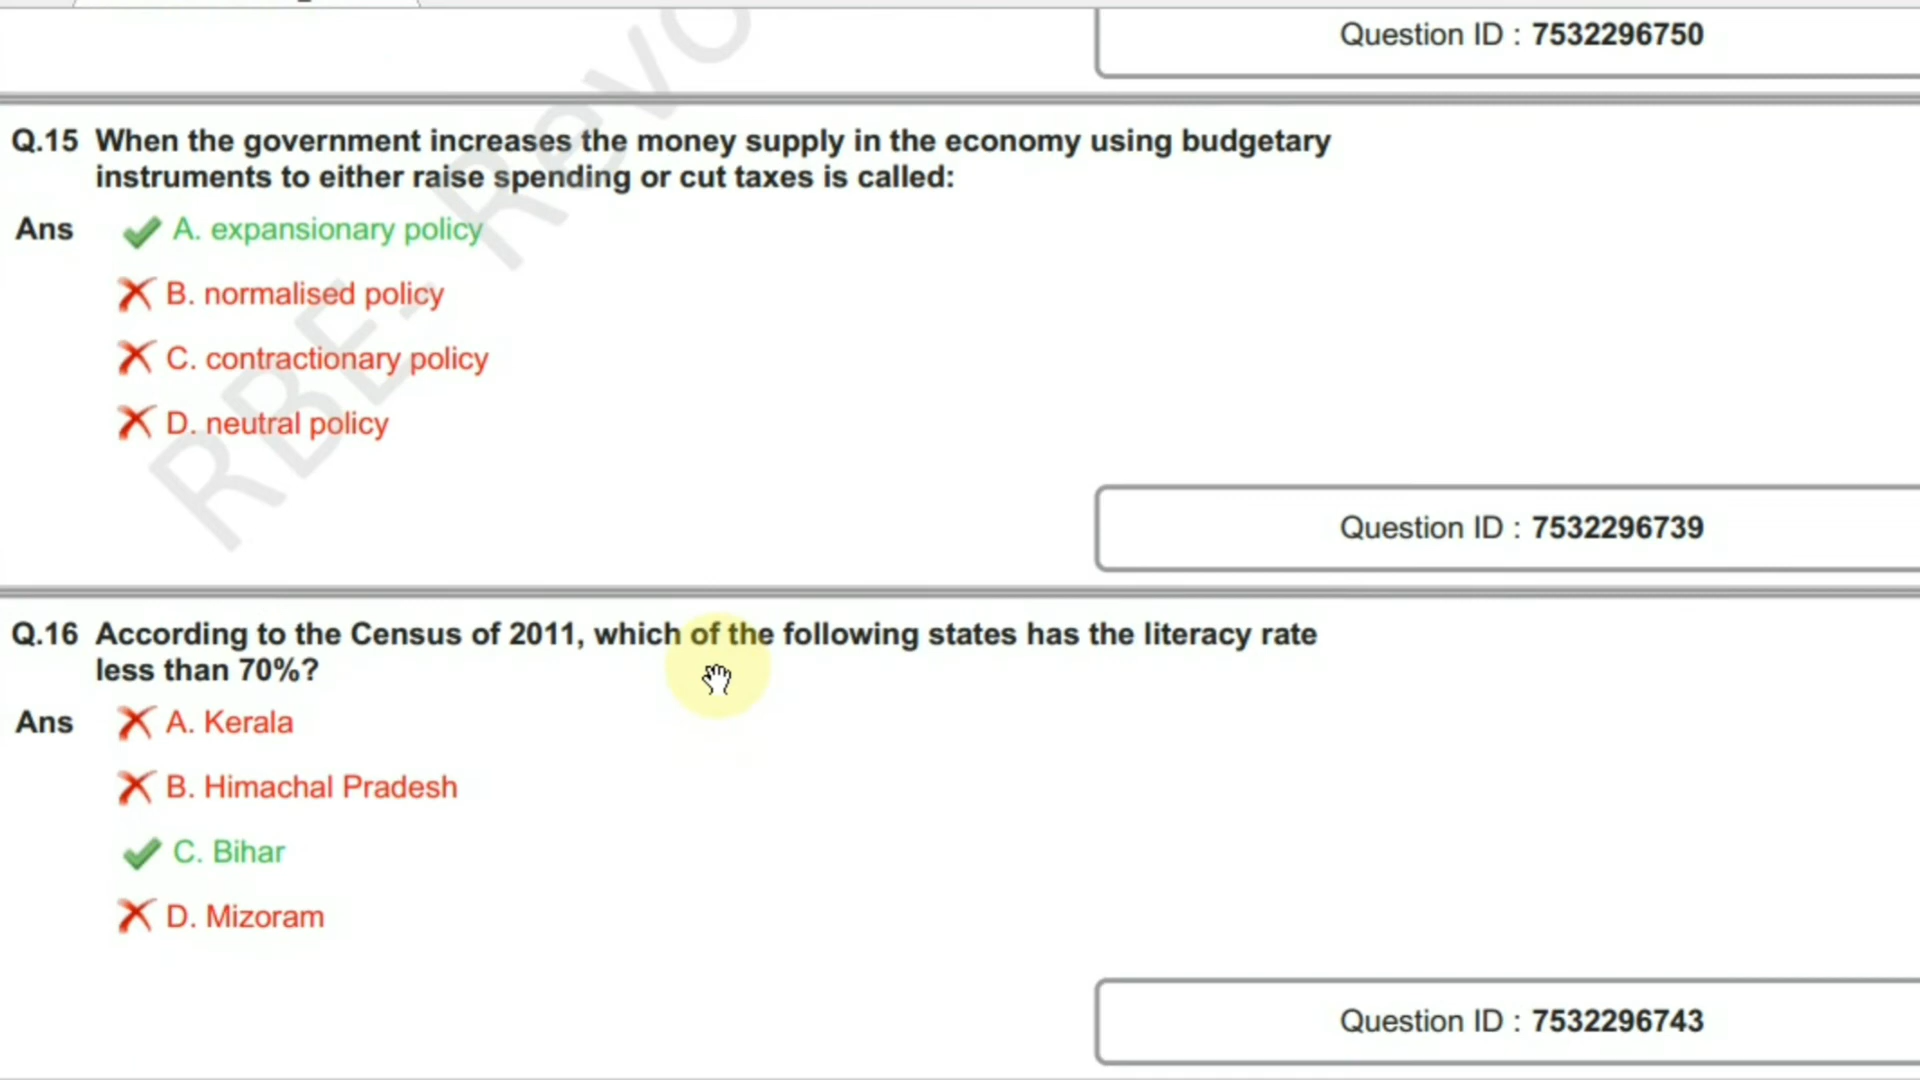 Question ID : 7532296750
Q.15 When the government increases the money supply in the economy using budgetary
instruments to either raise spending or cut taxes is called:
Ans A. expansionary policy
B. normalised policy
C. contractionary policy
D. neutral policy
RBE- Revo
Question ID : 7532296739
Q.16 According to the Census of 2011, which of the following states has the literacy rate
less than 70%?
Ans A. Kerala
B. Himachal Pradesh
C. Bihar
D. Mizoram
Question ID : 7532296743